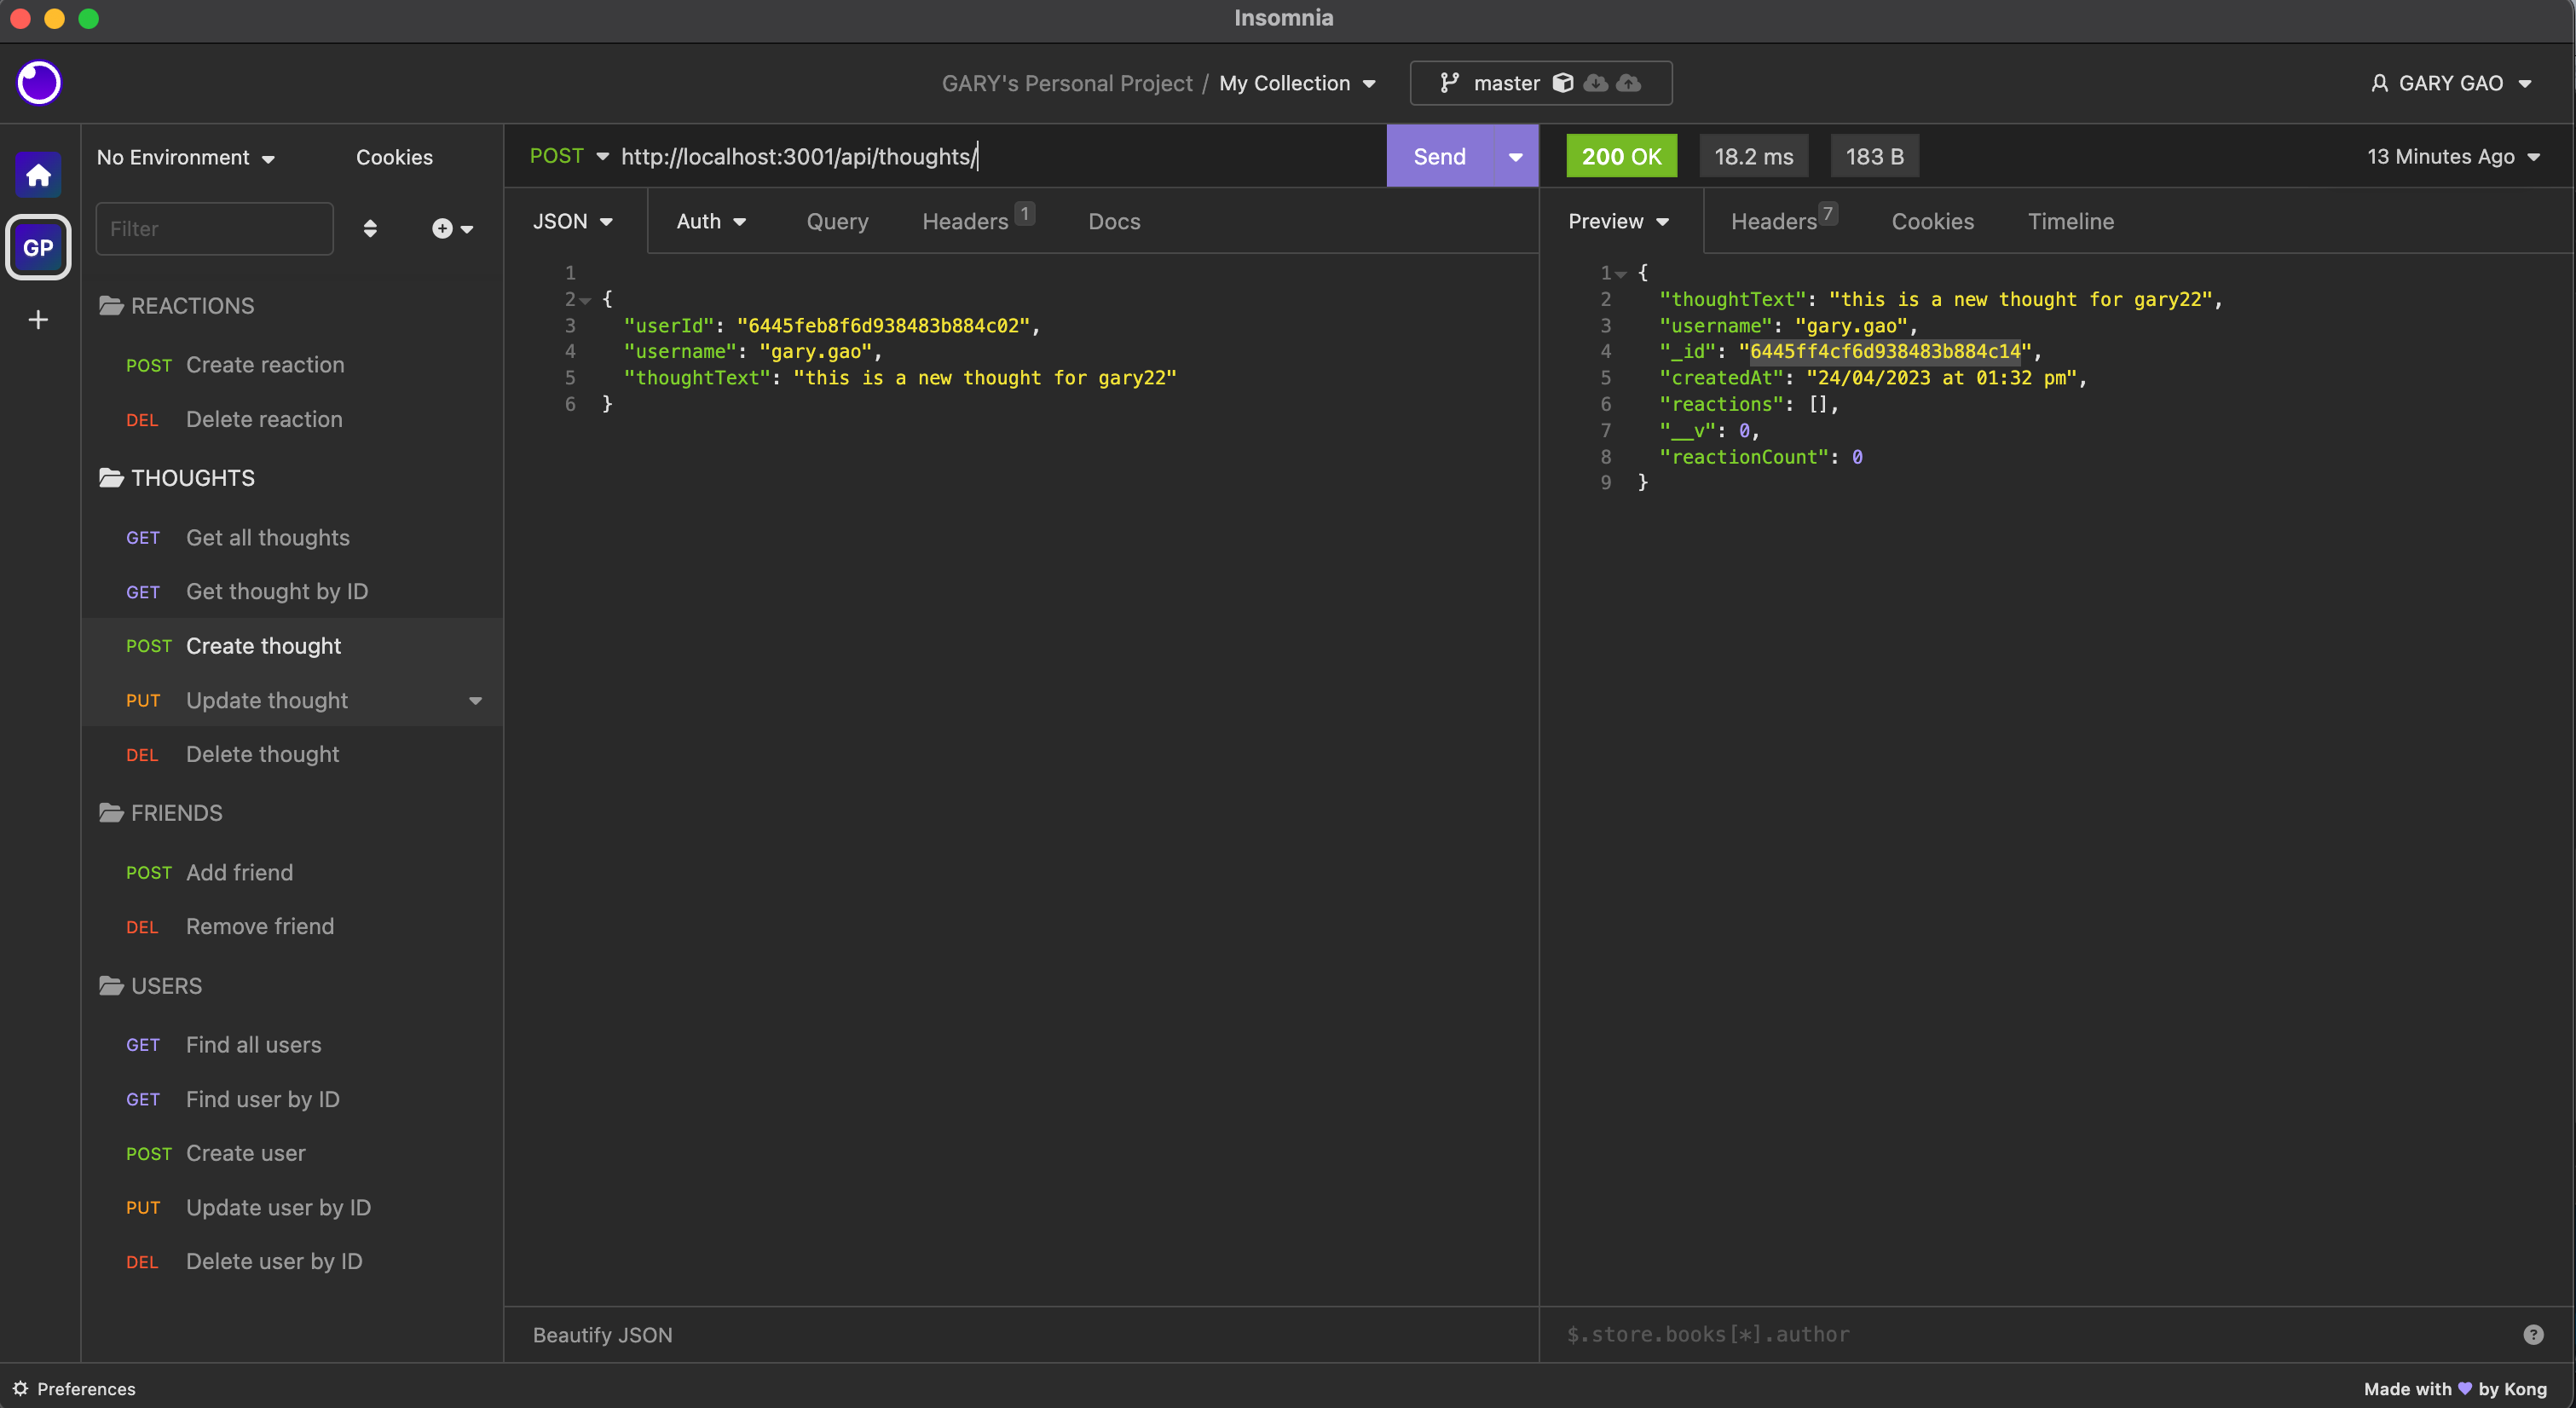 Insomnia
GARY's Personal Project / My Collection
master
GARY GAO
GP
No Environment
Cookies
Filter
REACTIONS
POST Create reaction
DEL Delete reaction
THOUGHTS
GET Get all thoughts
GET Get thought by ID
POST Create thought
PUT Update thought
DEL Delete thought
FRIENDS
POST Add friend
DEL Remove friend
USERS
GET Find all users
GET Find user by ID
POST Create user
PUT Update user by ID
DEL Delete user by ID
POST http://localhost:3001/api/thoughts/
Send
JSON Auth Query Headers 1 Docs
1
2 {
3 "userId": "6445feb8f6d938483b884c02",
4 "username": "gary.gao",
5 "thoughtText": "this is a new thought for gary22"
6 }
Beautify JSON
200 OK 18.2 ms 183 B 13 Minutes Ago
Preview Headers 7 Cookies Timeline
1 {
2 "thoughtText": "this is a new thought for gary22",
3 "username": "gary.gao",
4 "_id": "6445ff4cf6d938483b884c14",
5 "createdAt": "24/04/2023 at 01:32 pm",
6 "reactions": [],
7 "__v": 0,
8 "reactionCount": 0
9 }
$.store.books[*].author
?
Preferences
Made with 💜 by Kong